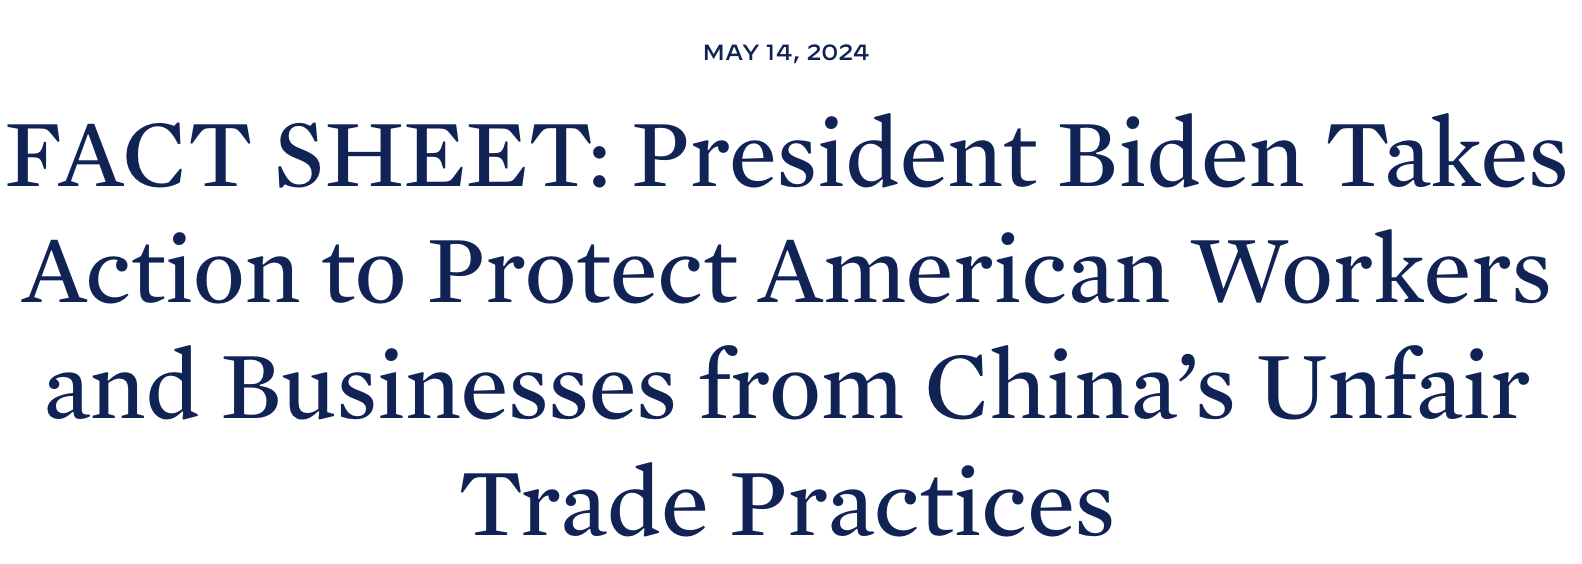 MAY 14, 2024
FACT SHEET: President Biden Takes
Action to Protect American Workers
and Businesses from China’s Unfair
Trade Practices